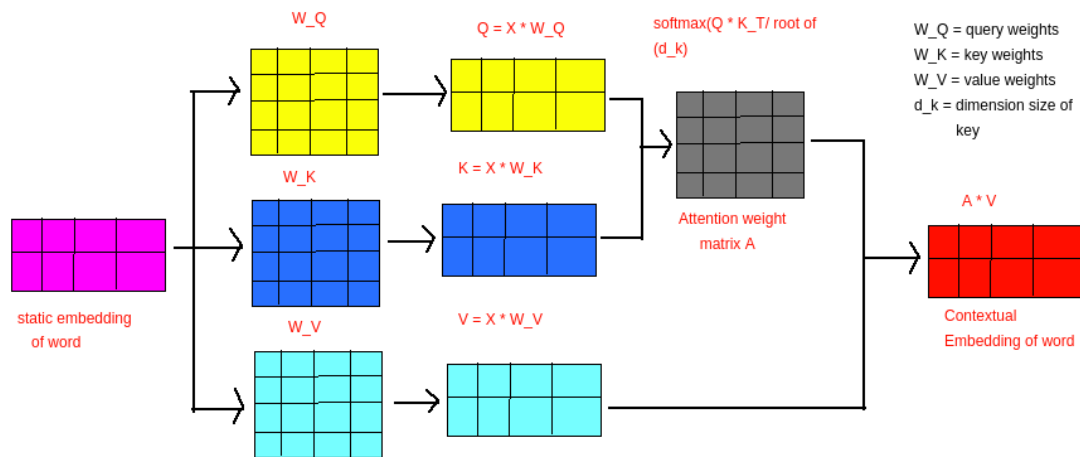 W_Q
Q = X * W_Q
softmax(Q * K_T/ root of
(d_k)
W_Q = query weights
W_K = key weights
W_V = value weights
d_k = dimension size of
key
W_K
K = X * W_K
Attention weight
matrix A
A * V
static embedding
of word
W_V
V = X * W_V
Contextual
Embedding of word